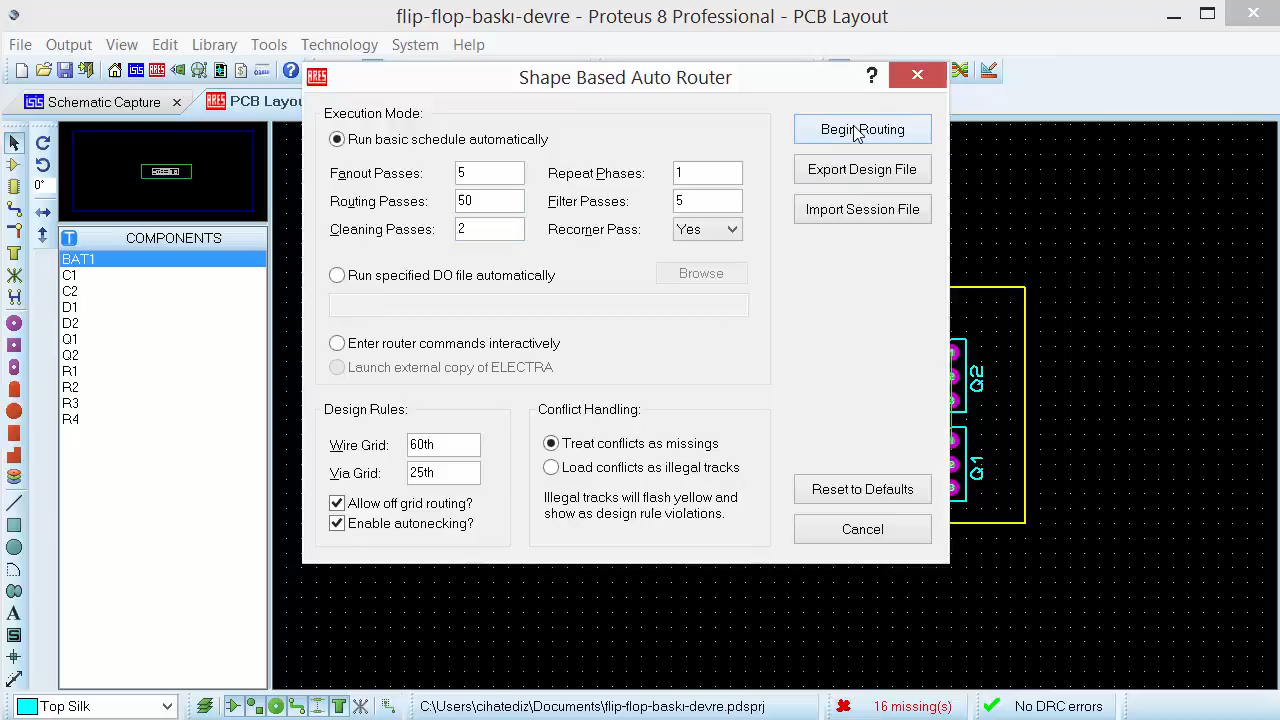 flip-flop-baskı-devre - Proteus 8 Professional - PCB Layout
File Output View Edit Library Tools Technology System Help
Shape Based Auto Router
Schematic Capture
PCB Layou
Execution Mode:
Run basic schedule automatically
Begin Routing
Fanout Passes: 5 Repeat Phases: 1
Export Design File
Routing Passes: 50 Filter Passes: 5
Import Session File
Cleaning Passes: 2 Recorner Pass: Yes
Run specified DO file automatically
Browse
Enter router commands interactively
Launch external copy of ELECTRA
Design Rules:
Wire Grid: 60th
Via Grid: 25th
Allow off grid routing?
Enable autonecking?
Conflict Handling:
Treat conflicts as missings
Load conflicts as illegal tracks
Illegal tracks will flash yellow and
show as design rule violations.
Reset to Defaults
Cancel
0°
COMPONENTS
BAT1
C1
C2
D1
D2
Q1
Q2
R1
R2
R3
R4
Q2
Q1
Top Silk
C:\Users\cihatediz\Documents\flip-flop-baskı-devre.pdsprj
16 missing(s)
No DRC errors